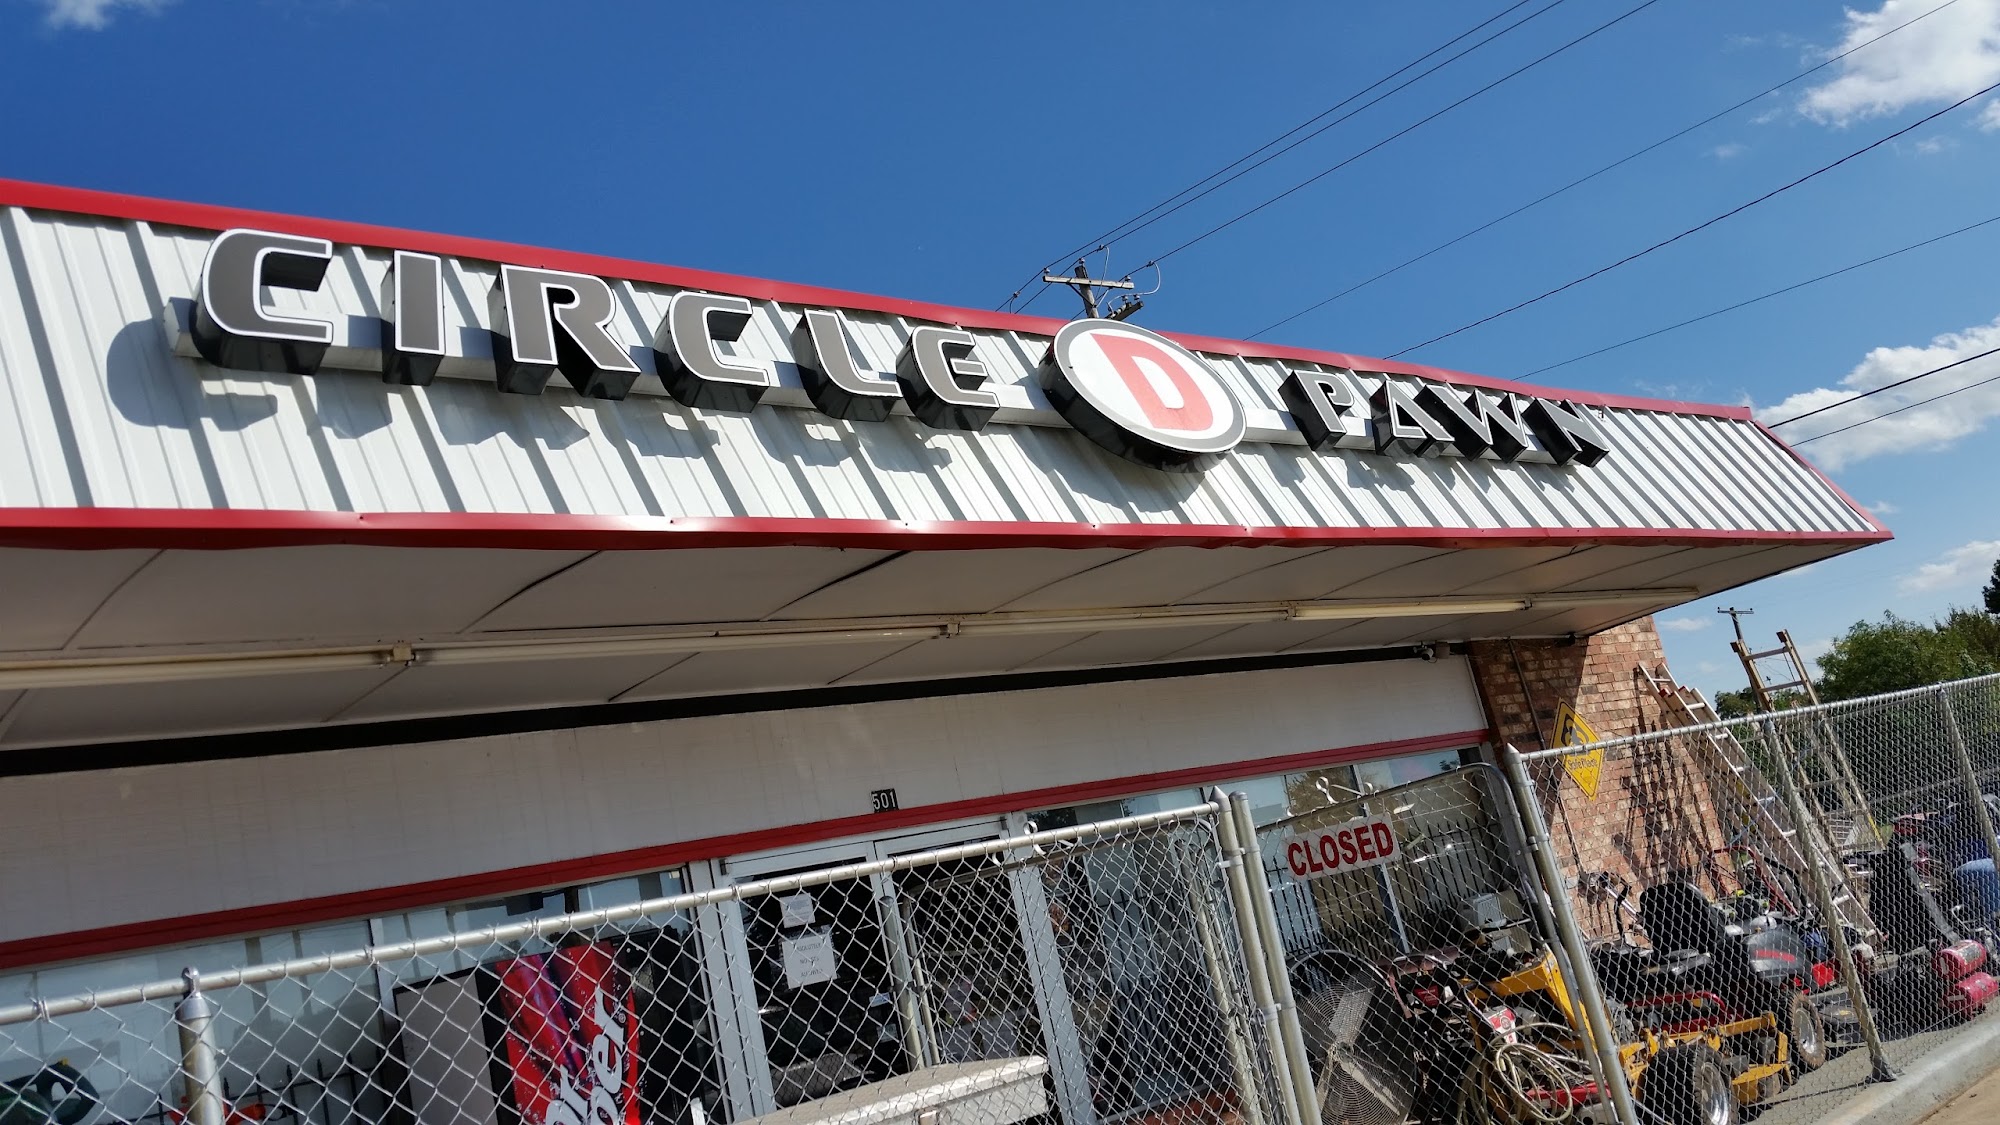 CIRCLE D PAWN
501
CLOSED
Dr Pepper